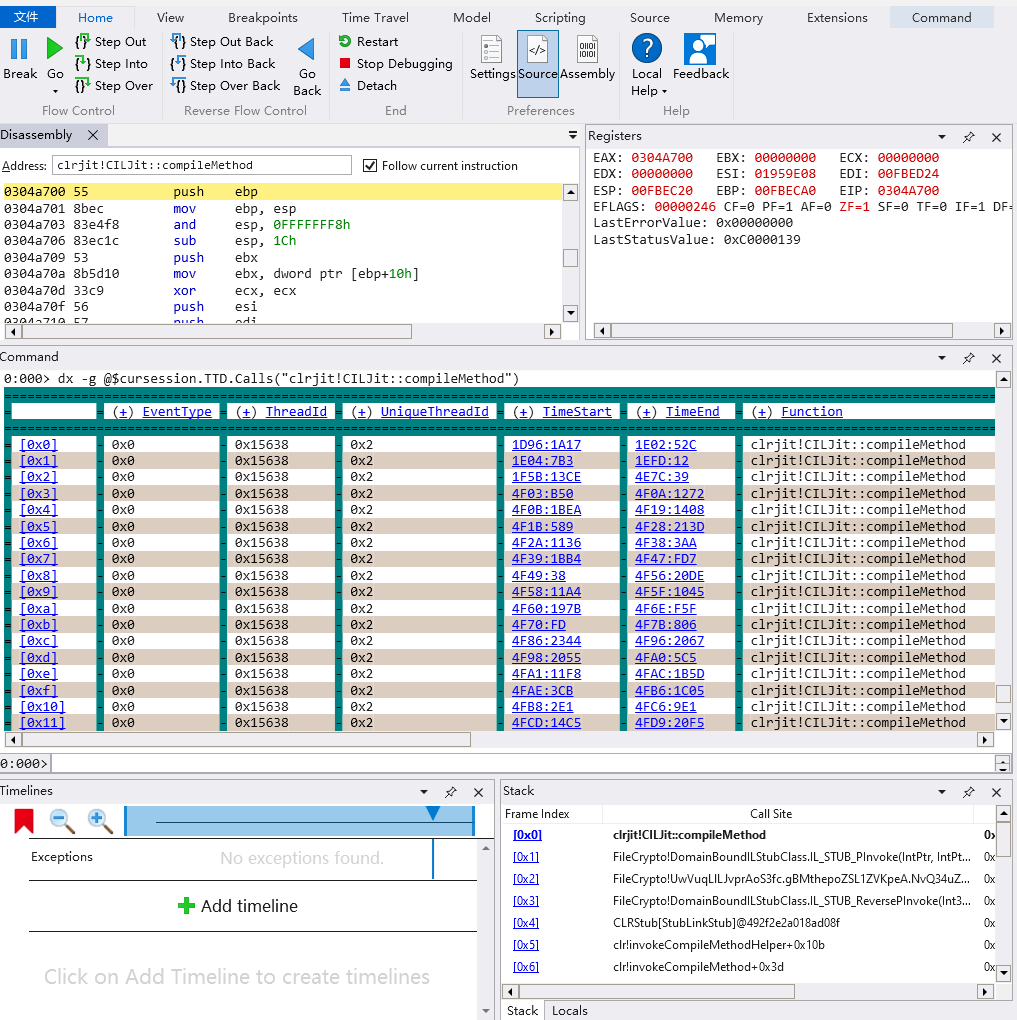 文件 Home View Breakpoints Time Travel Model Scripting Source Memory Extensions Command
Break Go Step Out Step Into Step Over Step Out Back Step Into Back Step Over Back Go Back Restart Stop Debugging Detach Settings Source Assembly Local Help Feedback
Flow Control Reverse Flow Control End Preferences Help
Disassembly
Address: clrjit!CILJit::compileMethod Follow current instruction
0304a700 55 push ebp
0304a701 8bec mov ebp, esp
0304a703 83e4f8 and esp, 0FFFFFFF8h
0304a706 83ec1c sub esp, 1Ch
0304a709 53 push ebx
0304a70a 8b5d10 mov ebx, dword ptr [ebp+10h]
0304a70d 33c9 xor ecx, ecx
0304a70f 56 push esi
0304a710 57 push edi
Registers
EAX: 0304A700 EBX: 00000000 ECX: 00000000
EDX: 00000000 ESI: 01959E08 EDI: 00FBED24
ESP: 00FBEC20 EBP: 00FBECA0 EIP: 0304A700
EFLAGS: 00000246 CF=0 PF=1 AF=0 ZF=1 SF=0 TF=0 IF=1 DF=
LastErrorValue: 0x00000000
LastStatusValue: 0xC0000139
Command
0:000> dx -g @$cursession.TTD.Calls("clrjit!CILJit::compileMethod")
= (+) EventType = (+) ThreadId = (+) UniqueThreadId = (+) TimeStart = (+) TimeEnd = (+) Function
= [0x0] - 0x0 - 0x15638 - 0x2 - 1D96:1A17 - 1E02:52C - clrjit!CILJit::compileMethod
= [0x1] - 0x0 - 0x15638 - 0x2 - 1E04:7B3 - 1EFD:12 - clrjit!CILJit::compileMethod
= [0x2] - 0x0 - 0x15638 - 0x2 - 1F5B:13CE - 4E7C:39 - clrjit!CILJit::compileMethod
= [0x3] - 0x0 - 0x15638 - 0x2 - 4F03:B50 - 4F0A:1272 - clrjit!CILJit::compileMethod
= [0x4] - 0x0 - 0x15638 - 0x2 - 4F0B:1BEA - 4F19:1408 - clrjit!CILJit::compileMethod
= [0x5] - 0x0 - 0x15638 - 0x2 - 4F1B:589 - 4F28:213D - clrjit!CILJit::compileMethod
= [0x6] - 0x0 - 0x15638 - 0x2 - 4F2A:1136 - 4F38:3AA - clrjit!CILJit::compileMethod
= [0x7] - 0x0 - 0x15638 - 0x2 - 4F39:1BB4 - 4F47:FD7 - clrjit!CILJit::compileMethod
= [0x8] - 0x0 - 0x15638 - 0x2 - 4F49:38 - 4F56:20DE - clrjit!CILJit::compileMethod
= [0x9] - 0x0 - 0x15638 - 0x2 - 4F58:11A4 - 4F5F:1045 - clrjit!CILJit::compileMethod
= [0xa] - 0x0 - 0x15638 - 0x2 - 4F60:197B - 4F6E:F5F - clrjit!CILJit::compileMethod
= [0xb] - 0x0 - 0x15638 - 0x2 - 4F70:FD - 4F7B:806 - clrjit!CILJit::compileMethod
= [0xc] - 0x0 - 0x15638 - 0x2 - 4F86:2344 - 4F96:2067 - clrjit!CILJit::compileMethod
= [0xd] - 0x0 - 0x15638 - 0x2 - 4F98:2055 - 4FA0:5C5 - clrjit!CILJit::compileMethod
= [0xe] - 0x0 - 0x15638 - 0x2 - 4FA1:11F8 - 4FAC:1B5D - clrjit!CILJit::compileMethod
= [0xf] - 0x0 - 0x15638 - 0x2 - 4FAE:3CB - 4FB6:1C05 - clrjit!CILJit::compileMethod
= [0x10] - 0x0 - 0x15638 - 0x2 - 4FB8:2E1 - 4FC6:9E1 - clrjit!CILJit::compileMethod
= [0x11] - 0x0 - 0x15638 - 0x2 - 4FCD:14C5 - 4FD9:20F5 - clrjit!CILJit::compileMethod
0:000>
Timelines
Exceptions No exceptions found.
Add timeline
Click on Add Timeline to create timelines
Stack
Frame Index Call Site
[0x0] clrjit!CILJit::compileMethod 0x
[0x1] FileCrypto!DomainBoundILStubClass.IL_STUB_PInvoke(IntPtr, IntPt... 0x
[0x2] FileCrypto!UwVuqLILJvprAoS3fc.gBMthepoZSL1ZVKpeA.NvQ34uZ... 0x
[0x3] FileCrypto!DomainBoundILStubClass.IL_STUB_ReversePInvoke(Int3... 0x
[0x4] CLRStub[StubLinkStub]@492f2e2a018ad08f 0x
[0x5] clr!invokeCompileMethodHelper+0x10b 0x
[0x6] clr!invokeCompileMethod+0x3d 0x
Stack Locals